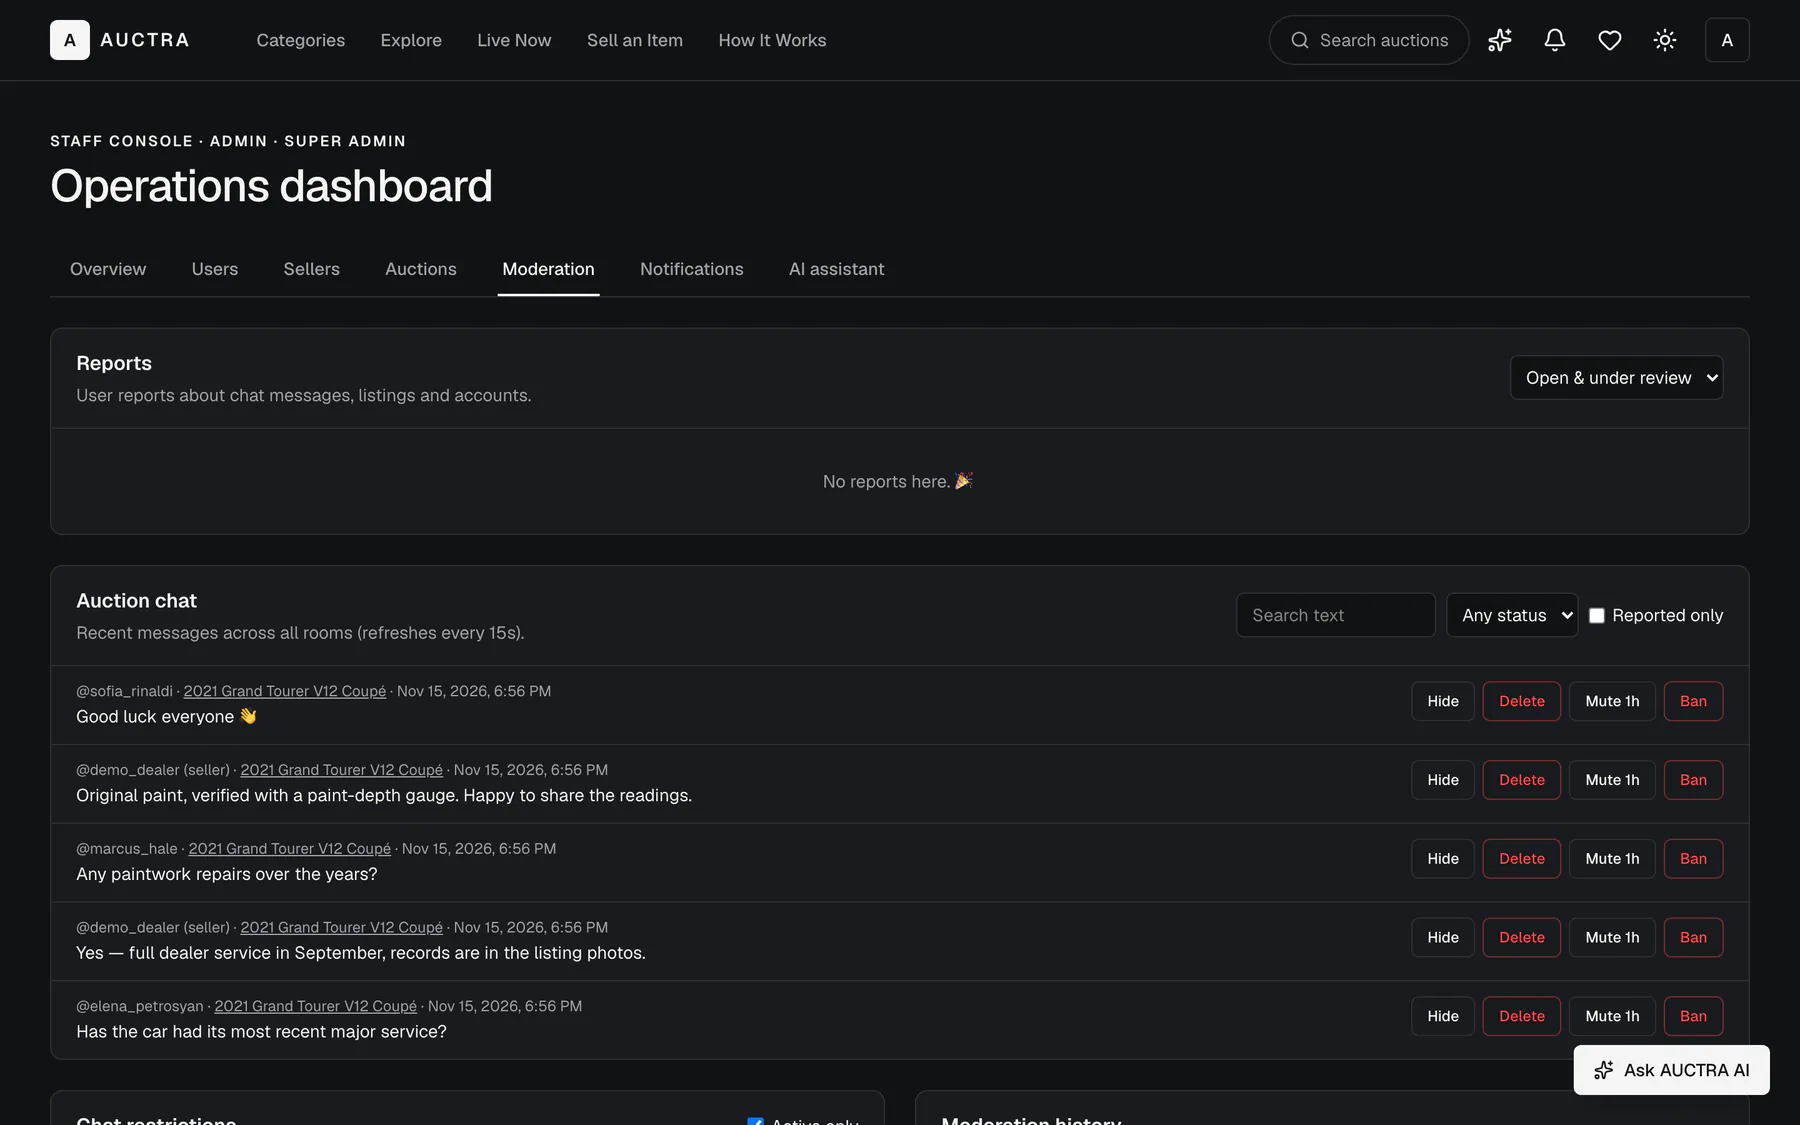 A AUCTRA Categories Explore Live Now Sell an Item How It Works Search auctions A
STAFF CONSOLE · ADMIN · SUPER ADMIN
Operations dashboard
Overview Users Sellers Auctions Moderation Notifications AI assistant
Reports
User reports about chat messages, listings and accounts.
Open & under review
No reports here. 🎉
Auction chat
Recent messages across all rooms (refreshes every 15s).
Search text Any status Reported only
@sofia_rinaldi · 2021 Grand Tourer V12 Coupé · Nov 15, 2026, 6:56 PM
Good luck everyone 👋
Hide Delete Mute 1h Ban
@demo_dealer (seller) · 2021 Grand Tourer V12 Coupé · Nov 15, 2026, 6:56 PM
Original paint, verified with a paint-depth gauge. Happy to share the readings.
Hide Delete Mute 1h Ban
@marcus_hale · 2021 Grand Tourer V12 Coupé · Nov 15, 2026, 6:56 PM
Any paintwork repairs over the years?
Hide Delete Mute 1h Ban
@demo_dealer (seller) · 2021 Grand Tourer V12 Coupé · Nov 15, 2026, 6:56 PM
Yes — full dealer service in September, records are in the listing photos.
Hide Delete Mute 1h Ban
@elena_petrosyan · 2021 Grand Tourer V12 Coupé · Nov 15, 2026, 6:56 PM
Has the car had its most recent major service?
Hide Delete Mute 1h Ban
Ask AUCTRA AI
Chat restrictions Active only
Moderation history